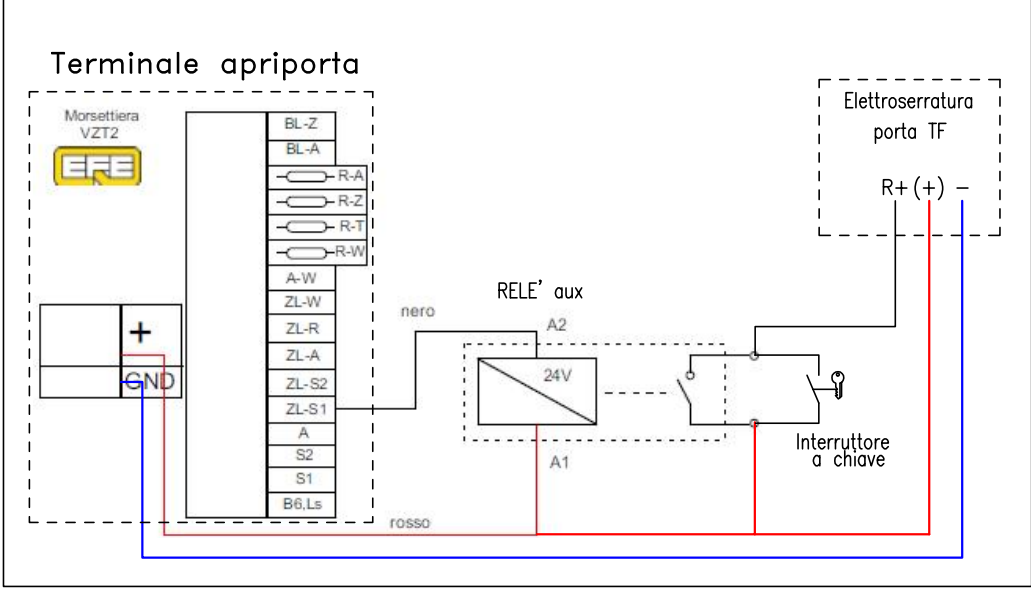 Terminale apriporta
Morsettiera
VZT2
EFE
+
GND
BL-Z
BL-A
R-A
R-Z
R-T
R-W
A-W
ZL-W
ZL-R
ZL-A
ZL-S2
ZL-S1
A
S2
S1
B6,Ls
nero
rosso
RELE' aux
A2
24V
A1
Elettroserratura
porta TF
R+ (+) -
Interruttore
a chiave